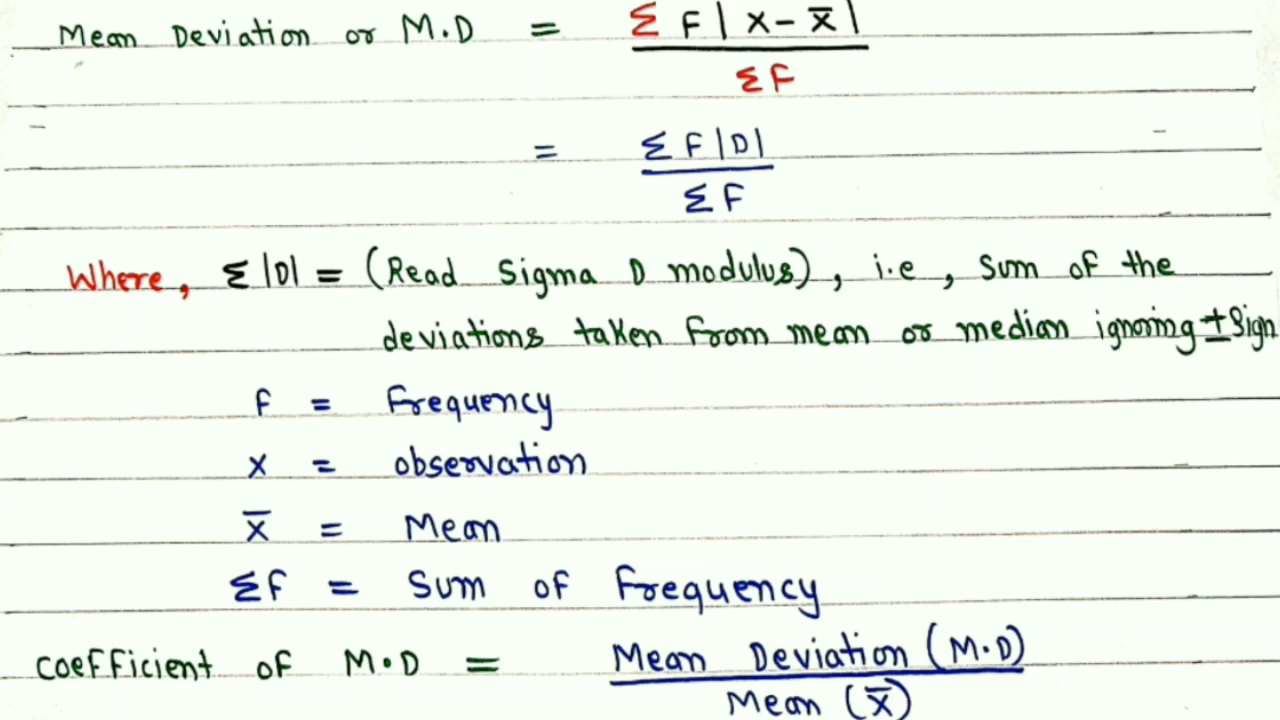 Mean Deviation or M.D = Σ F | X - X̅ |
ΣF
= Σ F |D|
Σ F
Where, Σ |D| = (Read Sigma D modulus), i.e, Sum of the
deviations taken from mean or median ignoring ± Sign.
F = Frequency
X = observation
X̅ = Mean
ΣF = Sum of Frequency
Coefficient of M.D = Mean Deviation (M.D)
Mean (X̅)